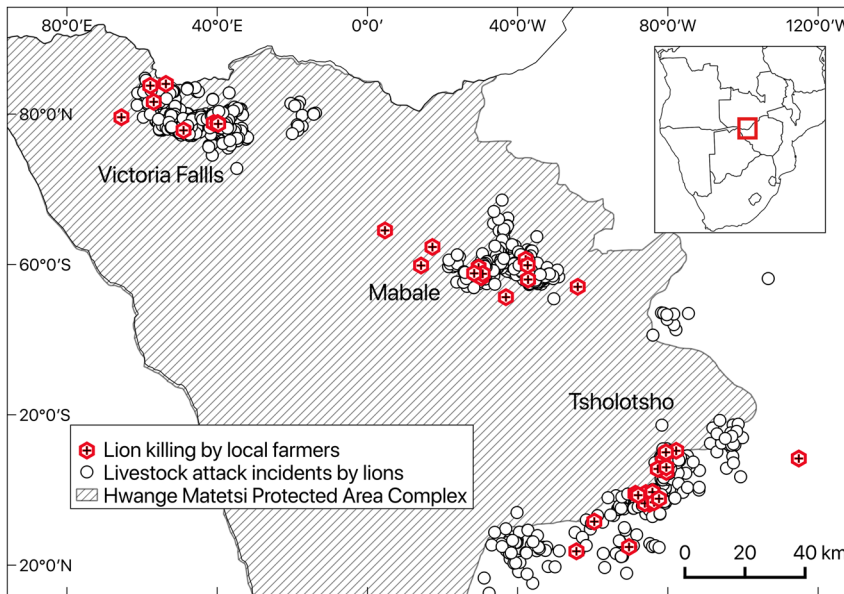 80°0'E 40°0'E 0°0' 40°0'W 80°0'W 120°0'W
80°0'N
Victoria Fallls
60°0'S
Mabale
Tsholotsho
20°0'S
Lion killing by local farmers
Livestock attack incidents by lions
Hwange Matetsi Protected Area Complex
20°0'N
0 20 40 km